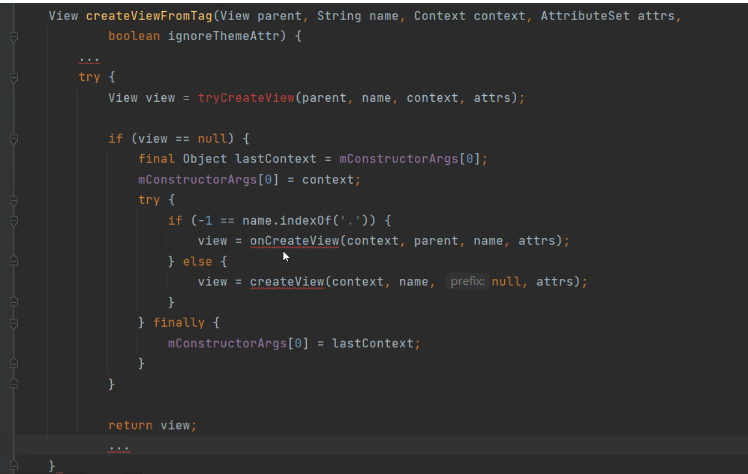 View createViewFromTag(View parent, String name, Context context, AttributeSet attrs,
        boolean ignoreThemeAttr) {
    ...
    try {
        View view = tryCreateView(parent, name, context, attrs);

        if (view == null) {
            final Object lastContext = mConstructorArgs[0];
            mConstructorArgs[0] = context;
            try {
                if (-1 == name.indexOf('.')) {
                    view = onCreateView(context, parent, name, attrs);
                } else {
                    view = createView(context, name, prefix: null, attrs);
                }
            } finally {
                mConstructorArgs[0] = lastContext;
            }
        }

        return view;
        ...
}